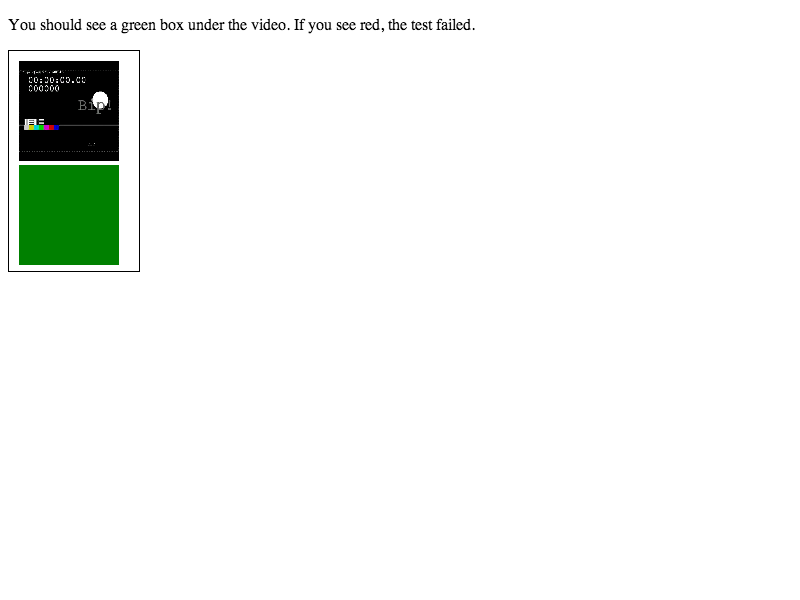 You should see a green box under the video. If you see red, the test failed.
00:00:00.00
000000
Bip!